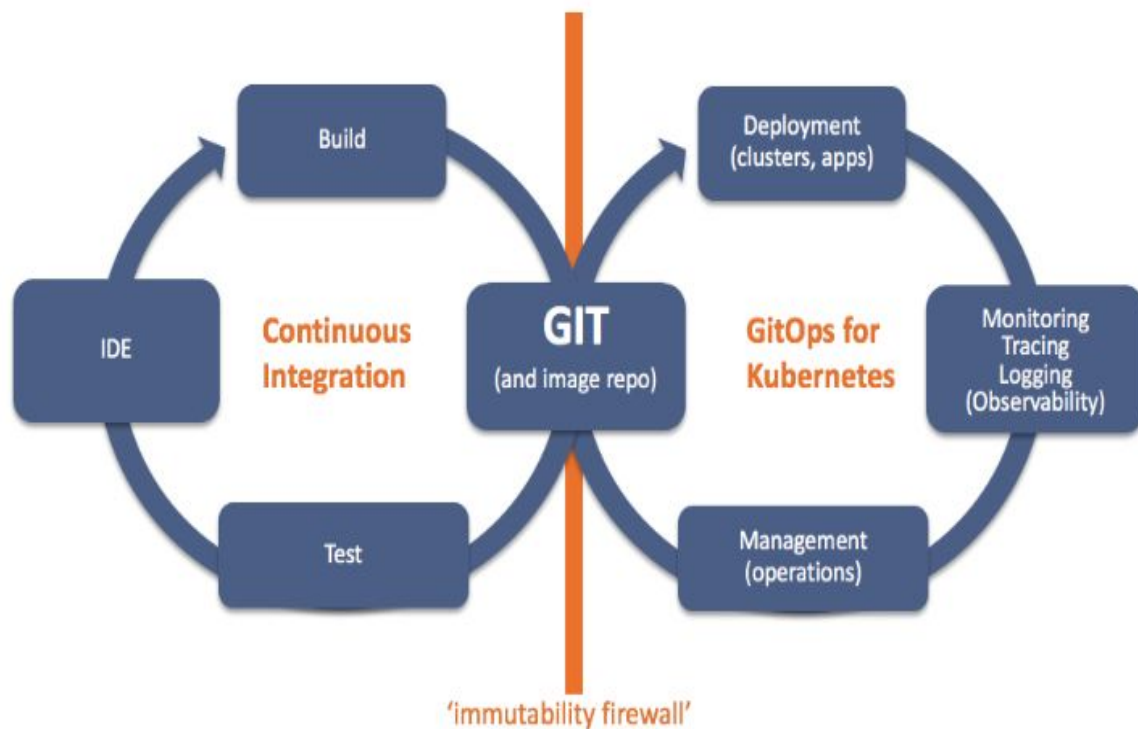 Build
Deployment
(clusters, apps)
IDE
Continuous
Integration
GIT
(and image repo)
GitOps for
Kubernetes
Monitoring
Tracing
Logging
(Observability)
Test
Management
(operations)
'immutability firewall'